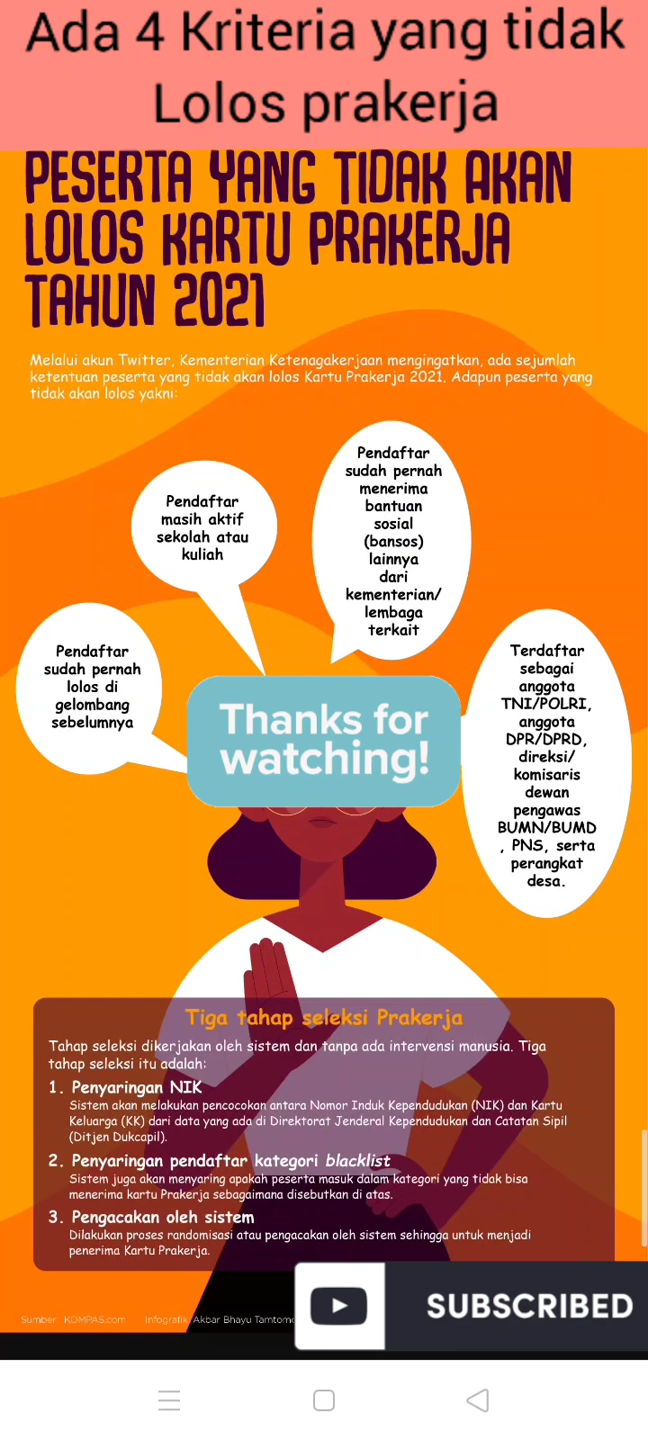 Ada 4 Kriteria yang tidak
Lolos prakerja
PESERTA YANG TIDAK AKAN
LOLOS KARTU PRAKERJA
TAHUN 2021
Melalui akun Twitter, Kementerian Ketenagakerjaan mengingatkan, ada sejumlah
ketentuan peserta yang tidak akan lolos Kartu Prakerja 2021. Adapun peserta yang
tidak akan lolos yakni:
Pendaftar
sudah pernah
lolos di
gelombang
sebelumnya
Pendaftar
masih aktif
sekolah atau
kuliah
Pendaftar
sudah pernah
menerima
bantuan
sosial
(bansos)
lainnya
dari
kementerian/
lembaga
terkait
Terdaftar
sebagai
anggota
TNI/POLRI,
anggota
DPR/DPRD,
direksi/
komisaris
dewan
pengawas
BUMN/BUMD
, PNS, serta
perangkat
desa.
Thanks for
watching!
Tiga tahap seleksi Prakerja
Tahap seleksi dikerjakan oleh sistem dan tanpa ada intervensi manusia. Tiga
tahap seleksi itu adalah:
1. Penyaringan NIK
Sistem akan melakukan pencocokan antara Nomor Induk Kependudukan (NIK) dan Kartu
Keluarga (KK) dari data yang ada di Direktorat Jenderal Kependudukan dan Catatan Sipil
(Ditjen Dukcapil).
2. Penyaringan pendaftar kategori blacklist
Sistem juga akan menyaring apakah peserta masuk dalam kategori yang tidak bisa
menerima kartu Prakerja sebagaimana disebutkan di atas.
3. Pengacakan oleh sistem
Dilakukan proses randomisasi atau pengacakan oleh sistem sehingga untuk menjadi
penerima Kartu Prakerja.
Sumber: KOMPAS.com Infografik: Akbar Bhayu Tamtomo
SUBSCRIBED